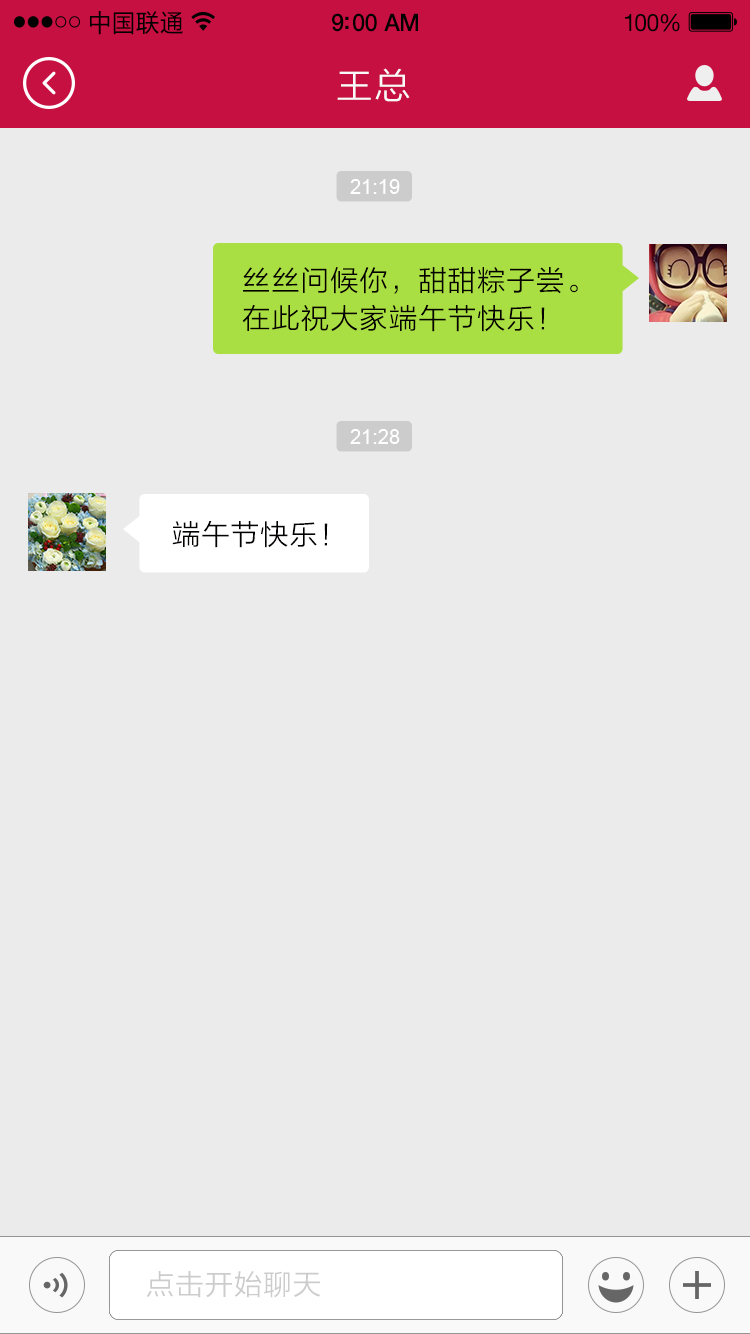 中国联通 9:00 AM 100%
王总
21:19
丝丝问候你，甜甜粽子尝。
在此祝大家端午节快乐！
21:28
端午节快乐！
点击开始聊天